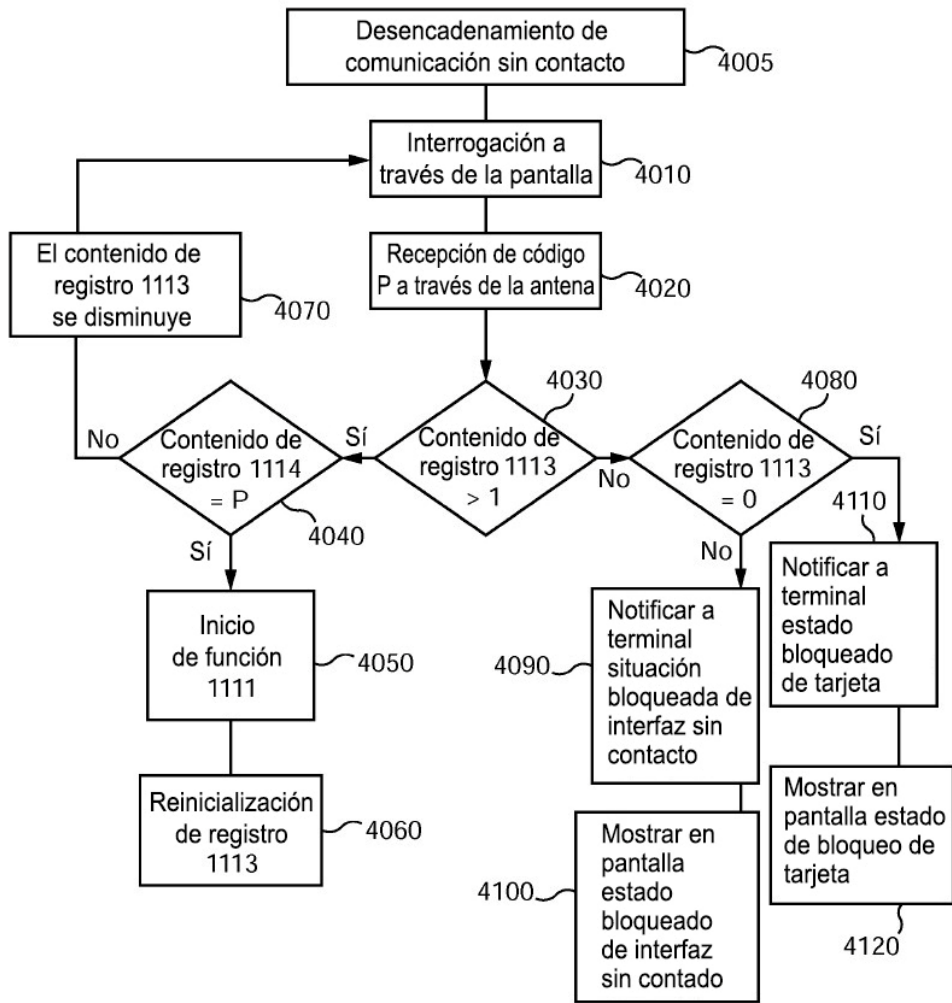 Desencadenamiento de
comunicación sin contacto
4005
Interrogación a
través de la pantalla
4010
El contenido de
registro 1113
se disminuye
4070
Recepción de código
P a través de la antena
4020
4030
4080
No
Contenido de
registro 1114
= P
4040
Sí
Sí
Contenido de
registro 1113
> 1
No
Contenido de
registro 1113
= 0
Sí
No
4110
Inicio
de función
1111
4050
4090
Notificar a
terminal
situación
bloqueada de
interfaz sin
contacto
Notificar a
terminal
estado
bloqueado
de tarjeta
Reinicialización
de registro
1113
4060
4100
Mostrar en
pantalla
estado
bloqueado
de interfaz
sin contado
Mostrar en
pantalla estado
de bloqueo de
tarjeta
4120